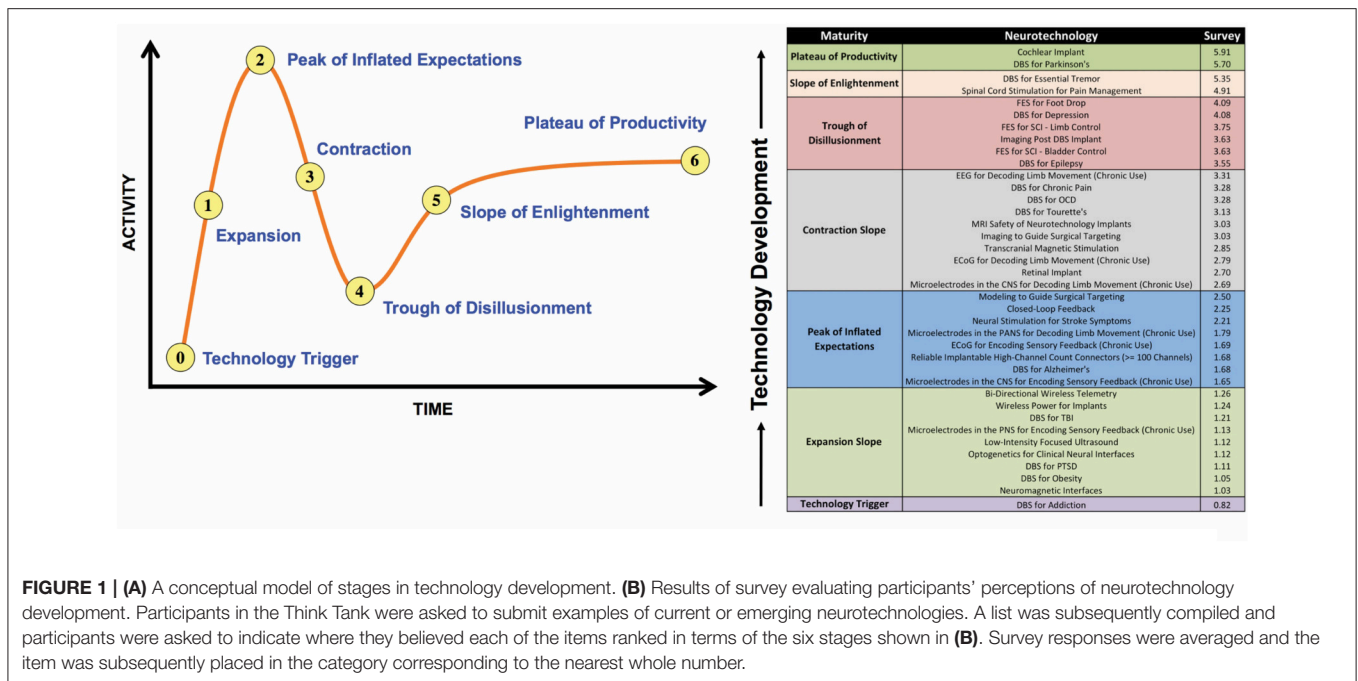 ACTIVITY
TIME
0
Technology Trigger
1
Expansion
2
Peak of Inflated Expectations
3
Contraction
4
Trough of Disillusionment
5
Slope of Enlightenment
Plateau of Productivity
6
Technology Development
Maturity Neurotechnology Survey
Plateau of Productivity
Cochlear Implant 5.91
DBS for Parkinson's 5.70
Slope of Enlightenment
DBS for Essential Tremor 5.35
Spinal Cord Stimulation for Pain Management 4.91
Trough of
Disillusionment
FES for Foot Drop 4.09
DBS for Depression 4.08
FES for SCI - Limb Control 3.75
Imaging Post DBS Implant 3.63
FES for SCI - Bladder Control 3.63
DBS for Epilepsy 3.55
Contraction Slope
EEG for Decoding Limb Movement (Chronic Use) 3.31
DBS for Chronic Pain 3.28
DBS for OCD 3.28
DBS for Tourette's 3.13
MRI Safety of Neurotechnology Implants 3.03
Imaging to Guide Surgical Targeting 3.03
Transcranial Magnetic Stimulation 2.85
ECoG for Decoding Limb Movement (Chronic Use) 2.79
Retinal Implant 2.70
Microelectrodes in the CNS for Decoding Limb Movement (Chronic Use) 2.69
Peak of Inflated
Expectations
Modeling to Guide Surgical Targeting 2.50
Closed-Loop Feedback 2.25
Neural Stimulation for Stroke Symptoms 2.21
Microelectrodes in the PANS for Decoding Limb Movement (Chronic Use) 1.79
ECoG for Encoding Sensory Feedback (Chronic Use) 1.69
Reliable Implantable High-Channel Count Connectors (>= 100 Channels) 1.68
DBS for Alzheimer's 1.68
Microelectrodes in the CNS for Encoding Sensory Feedback (Chronic Use) 1.65
Expansion Slope
Bi-Directional Wireless Telemetry 1.26
Wireless Power for Implants 1.24
DBS for TBI 1.21
Microelectrodes in the PNS for Encoding Sensory Feedback (Chronic Use) 1.13
Low-Intensity Focused Ultrasound 1.12
Optogenetics for Clinical Neural Interfaces 1.12
DBS for PTSD 1.11
DBS for Obesity 1.05
Neuromagnetic Interfaces 1.03
Technology Trigger
DBS for Addiction 0.82
FIGURE 1 | (A) A conceptual model of stages in technology development. (B) Results of survey evaluating participants' perceptions of neurotechnology
development. Participants in the Think Tank were asked to submit examples of current or emerging neurotechnologies. A list was subsequently compiled and
participants were asked to indicate where they believed each of the items ranked in terms of the six stages shown in (B). Survey responses were averaged and the
item was subsequently placed in the category corresponding to the nearest whole number.